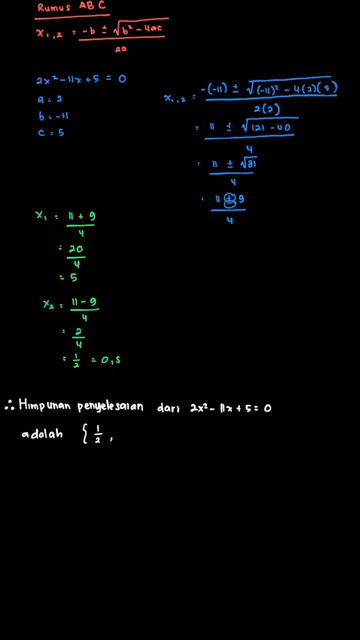 Rumus ABC
x₁,₂ = (-b ± √(b² - 4ac)) / 2a
2x² - 11x + 5 = 0
a = 2
b = -11
c = 5
x₁,₂ = (-(-11) ± √((-11)² - 4(2)(5))) / 2(2)
= (11 ± √(121 - 40)) / 4
= (11 ± √81) / 4
= (11 ± 9) / 4
x₁ = (11 + 9) / 4
= 20/4
= 5
x₂ = (11 - 9) / 4
= 2/4
= 1/2 = 0,5
∴ Himpunan penyelesaian dari 2x² - 11x + 5 = 0
adalah { 1/2 ,